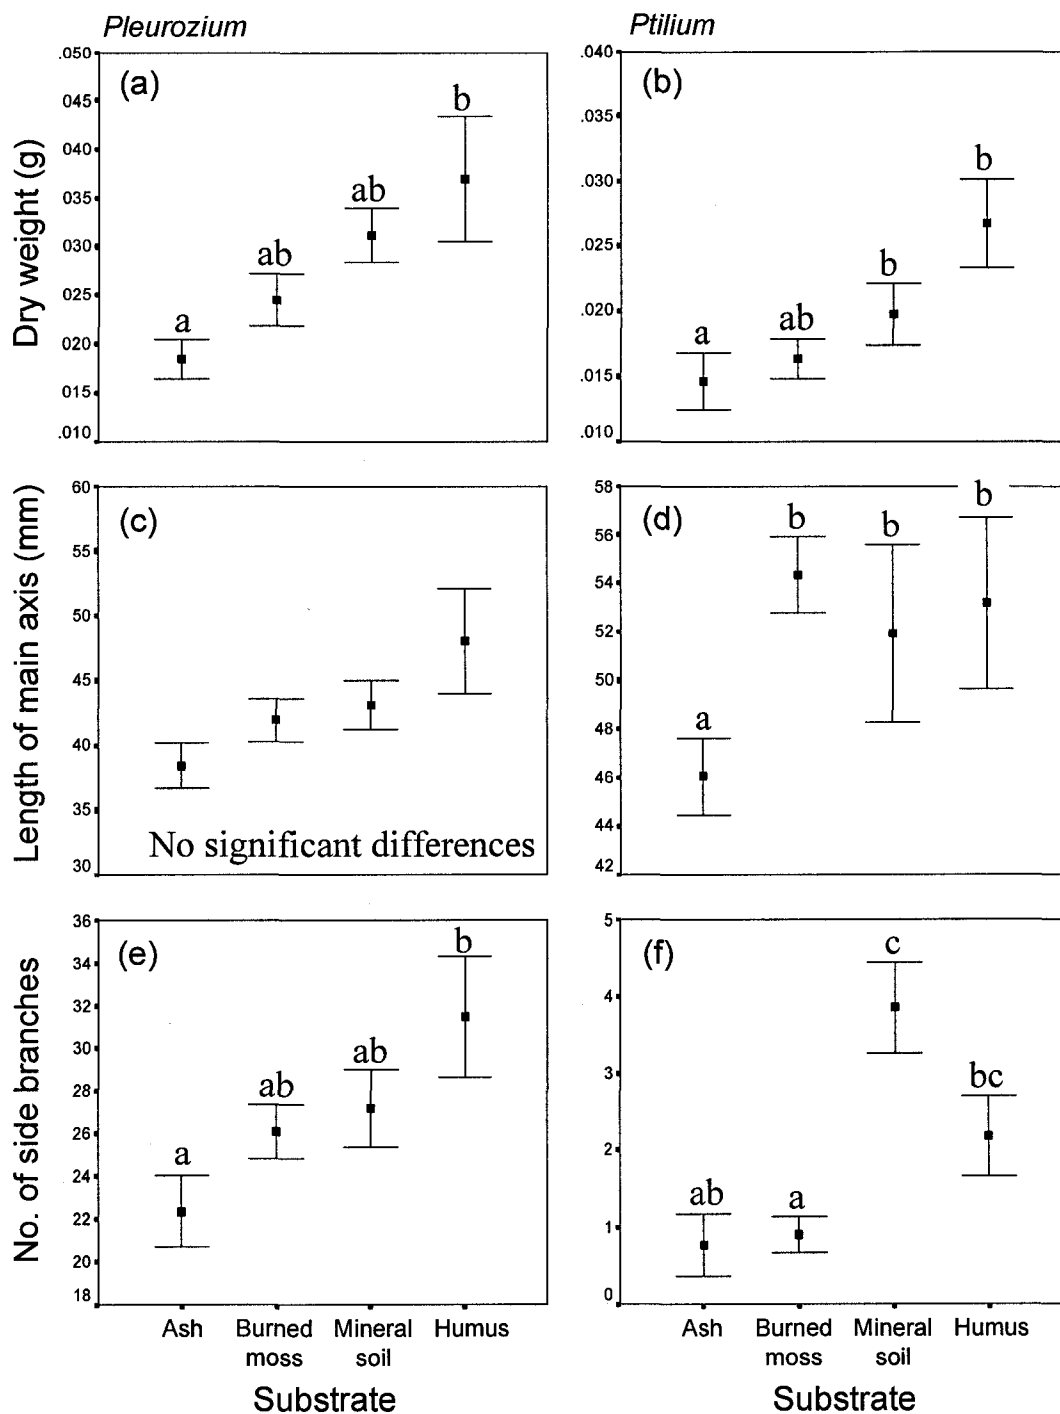 Pleurozium
Ptilium
(a)
.050
045
040
035
030
025
020
015
.010
Dry weight (g)
a
ab
ab
b
(b)
.040
.035
.030
.025
.020
.015
.010
a
ab
b
b
(c)
60
55
50
45
40
35
30
Length of main axis (mm)
No significant differences
(d)
58
56
54
52
50
48
46
44
42
a
b
b
b
(e)
36
34
32
30
28
26
24
22
20
18
No. of side branches
a
ab
ab
b
(f)
5
4
3
2
1
0
ab
a
c
bc
Ash
Burned
moss
Mineral
soil
Humus
Substrate
Ash
Burned
moss
Mineral
soil
Humus
Substrate